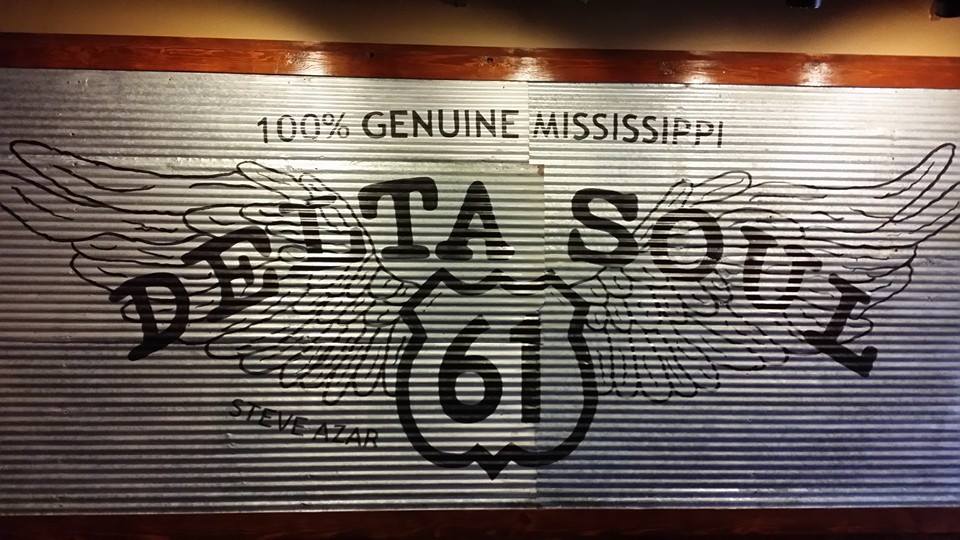 100% GENUINE MISSISSIPPI
DELTA SOUL
61
STEVE AZAR